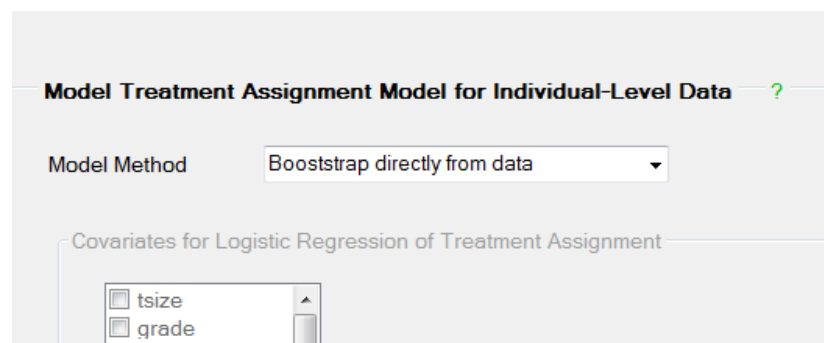 Model Treatment Assignment Model for Individual-Level Data ?
Model Method Booststrap directly from data
Covariates for Logistic Regression of Treatment Assignment
tsize
grade